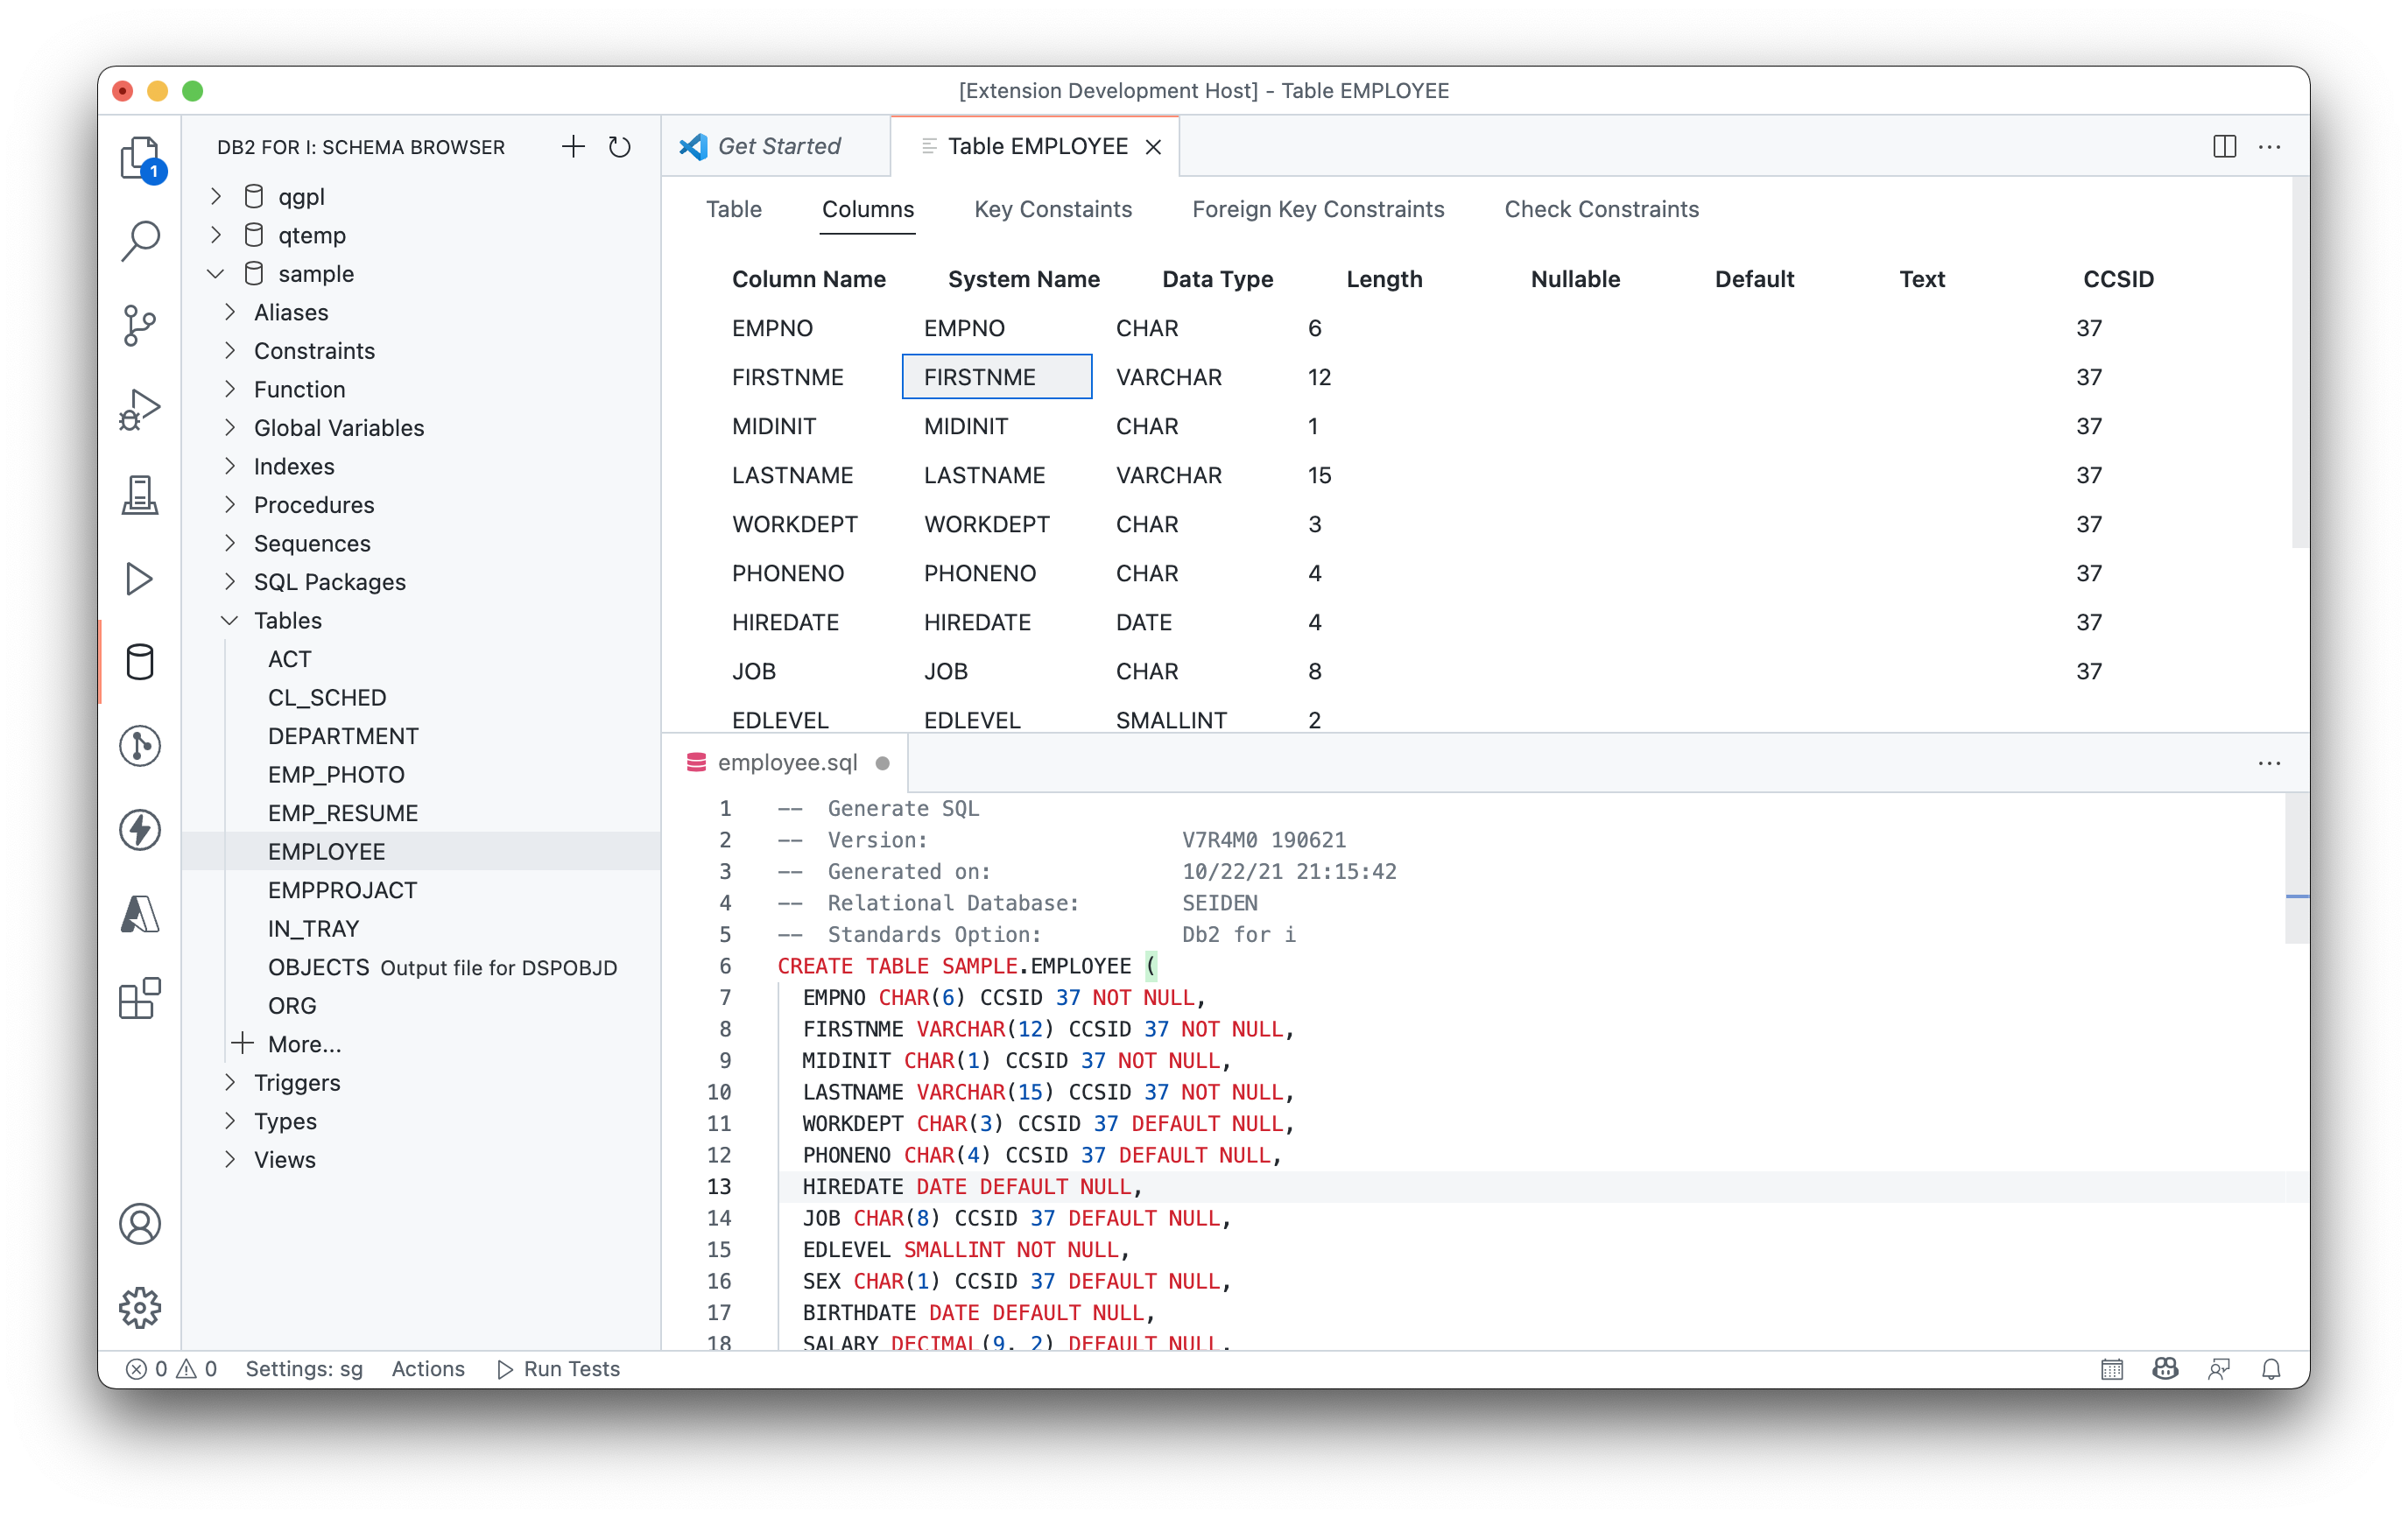 [Extension Development Host] - Table EMPLOYEE
1
DB2 FOR I: SCHEMA BROWSER
qgpl
qtemp
sample
Aliases
Constraints
Function
Global Variables
Indexes
Procedures
Sequences
SQL Packages
Tables
ACT
CL_SCHED
DEPARTMENT
EMP_PHOTO
EMP_RESUME
EMPLOYEE
EMPPROJACT
IN_TRAY
OBJECTS Output file for DSPOBJD
ORG
More...
Triggers
Types
Views
Get Started
Table EMPLOYEE
Table Columns Key Constaints Foreign Key Constraints Check Constraints
Column Name System Name Data Type Length Nullable Default Text CCSID
EMPNO EMPNO CHAR 6 37
FIRSTNME FIRSTNME VARCHAR 12 37
MIDINIT MIDINIT CHAR 1 37
LASTNAME LASTNAME VARCHAR 15 37
WORKDEPT WORKDEPT CHAR 3 37
PHONENO PHONENO CHAR 4 37
HIREDATE HIREDATE DATE 4 37
JOB JOB CHAR 8 37
EDLEVEL EDLEVEL SMALLINT 2
employee.sql
1 -- Generate SQL
2 -- Version: V7R4M0 190621
3 -- Generated on: 10/22/21 21:15:42
4 -- Relational Database: SEIDEN
5 -- Standards Option: Db2 for i
6 CREATE TABLE SAMPLE.EMPLOYEE (
7 EMPNO CHAR(6) CCSID 37 NOT NULL,
8 FIRSTNME VARCHAR(12) CCSID 37 NOT NULL,
9 MIDINIT CHAR(1) CCSID 37 NOT NULL,
10 LASTNAME VARCHAR(15) CCSID 37 NOT NULL,
11 WORKDEPT CHAR(3) CCSID 37 DEFAULT NULL,
12 PHONENO CHAR(4) CCSID 37 DEFAULT NULL,
13 HIREDATE DATE DEFAULT NULL,
14 JOB CHAR(8) CCSID 37 DEFAULT NULL,
15 EDLEVEL SMALLINT NOT NULL,
16 SEX CHAR(1) CCSID 37 DEFAULT NULL,
17 BIRTHDATE DATE DEFAULT NULL,
18 SALARY DECIMAL(9, 2) DEFAULT NULL,
0 0 Settings: sg Actions Run Tests